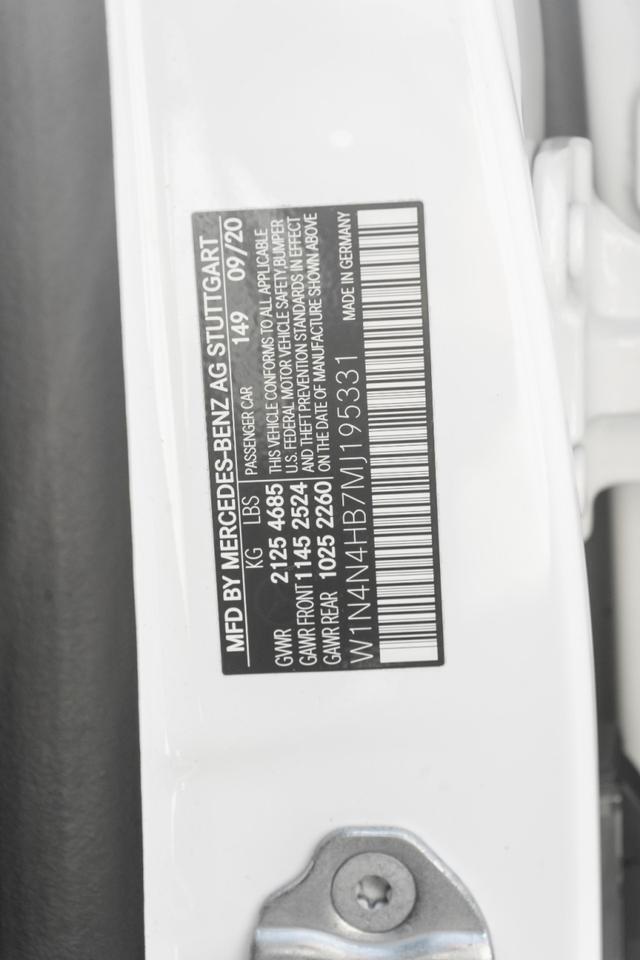 MFD BY MERCEDES-BENZ AG STUTTGART
KG LBS PASSENGER CAR 149 09/20
GVWR 2125 4685 THIS VEHICLE CONFORMS TO ALL APPLICABLE
U.S. FEDERAL MOTOR VEHICLE SAFETY,BUMPER
GAWR FRONT 1145 2524 AND THEFT PREVENTION STANDARDS IN EFFECT
GAWR REAR 1025 2260 ON THE DATE OF MANUFACTURE SHOWN ABOVE
W1N4N4HB7MJ195331 MADE IN GERMANY